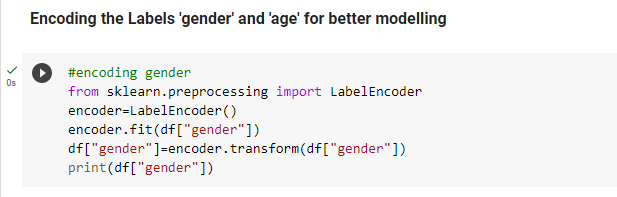 Encoding the Labels 'gender' and 'age' for better modelling
0s
#encoding gender
from sklearn.preprocessing import LabelEncoder
encoder=LabelEncoder()
encoder.fit(df["gender"])
df["gender"]=encoder.transform(df["gender"])
print(df["gender"])